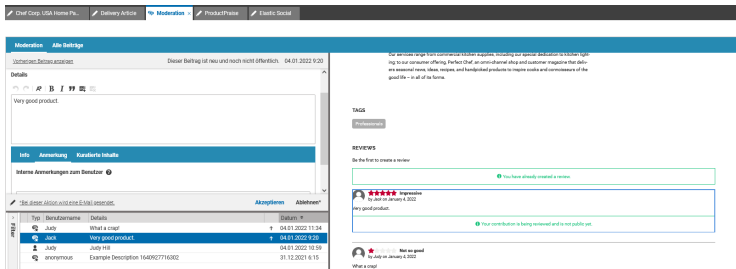 Chef Corp. USA Home Pa...
Delivery Article
Moderation ×
ProductPreise
Elastic Social
Moderation Alle Beiträge
Vorherigen Beitrag anzeigen
Dieser Beitrag ist neu und noch nicht öffentlich. 04.01.2022 9:20
Details
Very good product.
Info Anmerkung Kuratierte Inhalte
Interne Anmerkungen zum Benutzer
*Bei dieser Aktion wird eine E-Mail gesendet.
Akzeptieren Ablehnen*
Filter
Typ Benutzername Details Datum
Judy What a crap! † 04.01.2022 11:34
Jack Very good product. † 04.01.2022 9:20
Judy Judy Hill 04.01.2022 10:59
anonymous Example Description 1640927716302 31.12.2021 6:15
Our services range from commercial kitchen supplies, including our special dedication to kitchen light-
ing; to our consumer offering, Perfect Chef, an omni-channel shop and customer magazine that deliv-
ers seasonal news, ideas, recipes, and handpicked products to inspire cooks and connoisseurs of the
good life – in all of its forms.
TAGS
Professionals
REVIEWS
Be the first to create a review
You have already created a review.
Impressive
by Jack on January 4, 2022
Very good product.
Your contribution is being reviewed and is not public yet.
Not so good
by Judy on January 4, 2022
What a crap!